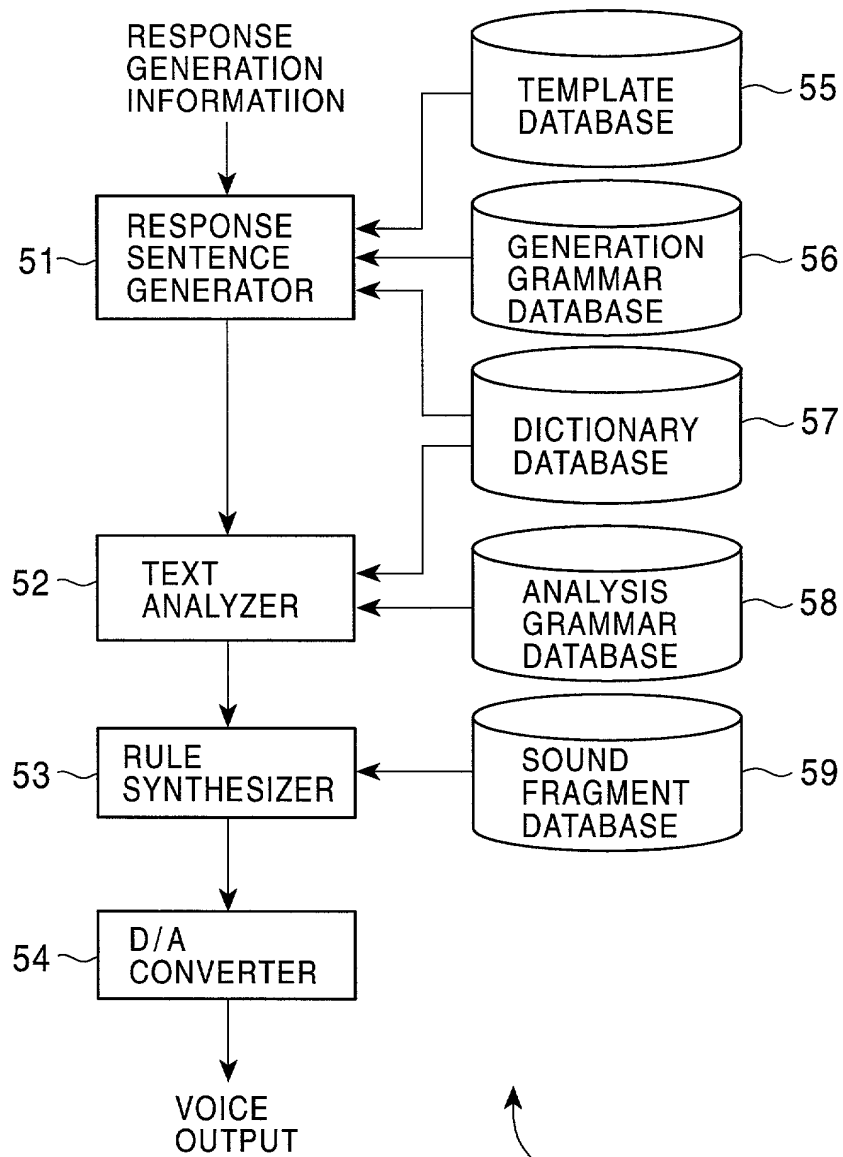 RESPONSE
GENERATION
INFORMATIION
TEMPLATE
DATABASE
55
51
RESPONSE
SENTENCE
GENERATOR
GENERATION
GRAMMAR
DATABASE
56
DICTIONARY
DATABASE
57
52
TEXT
ANALYZER
ANALYSIS
GRAMMAR
DATABASE
58
53
RULE
SYNTHESIZER
SOUND
FRAGMENT
DATABASE
59
54
D/A
CONVERTER
VOICE
OUTPUT